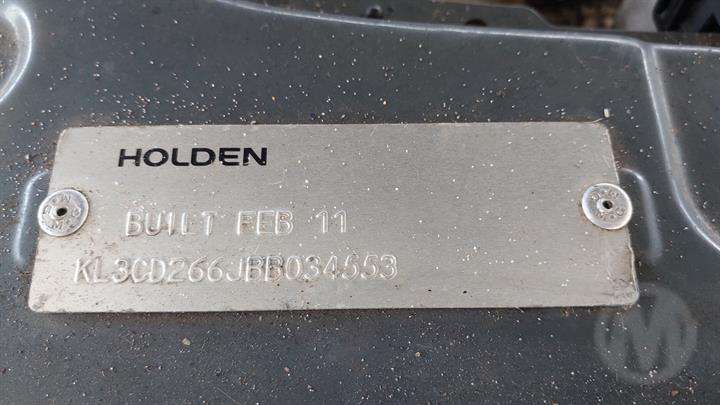 HOLDEN
BUILT FEB 11
KL3CD266JBB034553
M